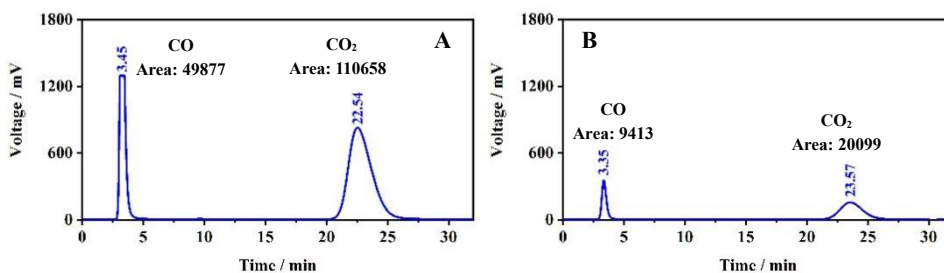 A
1800
1200
600
0
Voltage / mV
3.45
CO
Area: 49877
CO₂
Area: 110658
22.54
0 5 10 15 20 25 30
Time / min
B
1800
1200
600
0
Voltage / mV
CO
Area: 9413
3.35
CO₂
Area: 20099
23.57
0 5 10 15 20 25 30
Time / min